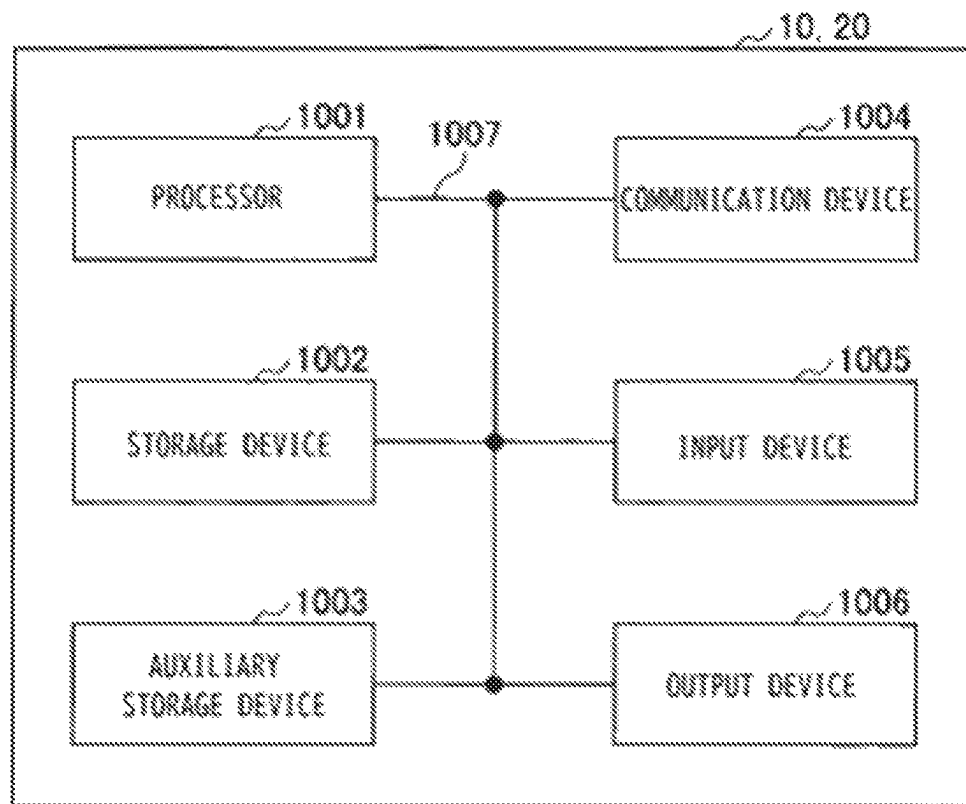 10, 20
1001
1007
1004
PROCESSOR
COMMUNICATION DEVICE
1002
1005
STORAGE DEVICE
INPUT DEVICE
1003
1006
AUXILIARY
STORAGE DEVICE
OUTPUT DEVICE